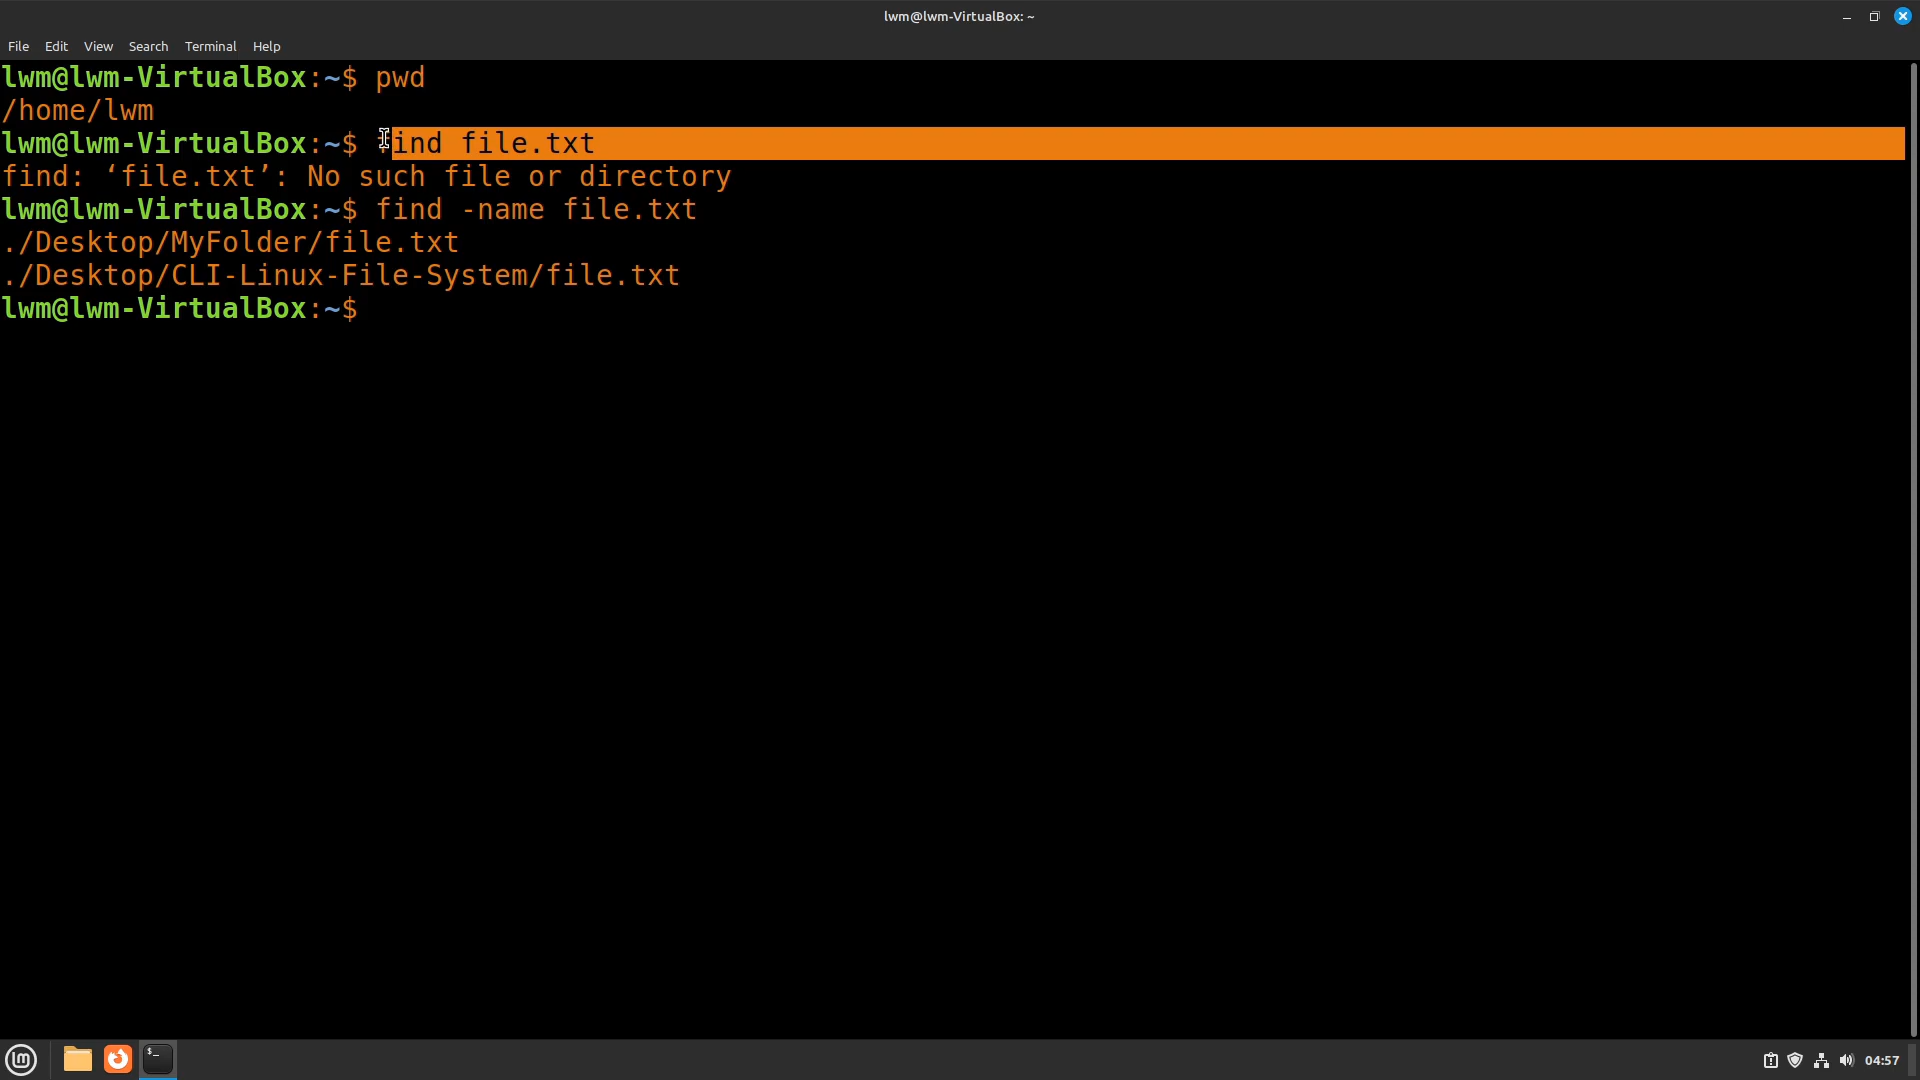 lwm@lwm-VirtualBox: ~
File Edit View Search Terminal Help
lwm@lwm-VirtualBox:~$ pwd
/home/lwm
lwm@lwm-VirtualBox:~$ find file.txt
find: ‘file.txt’: No such file or directory
lwm@lwm-VirtualBox:~$ find -name file.txt
./Desktop/MyFolder/file.txt
./Desktop/CLI-Linux-File-System/file.txt
lwm@lwm-VirtualBox:~$
$_
04:57